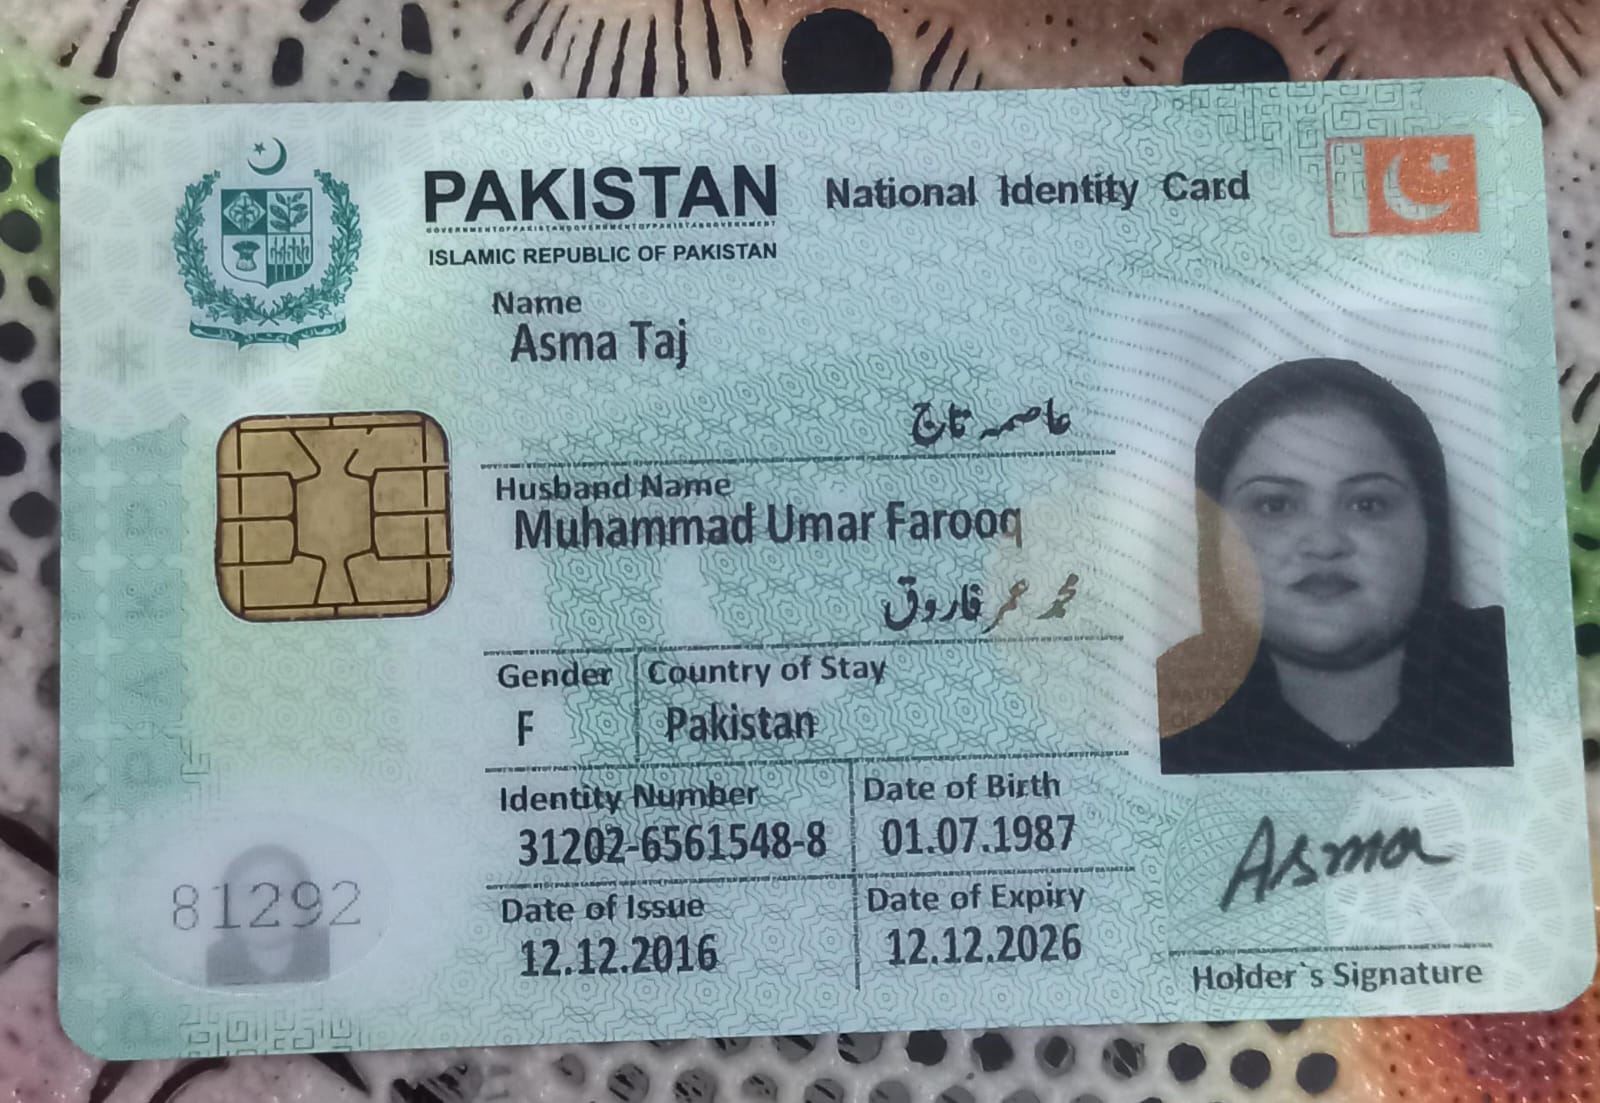 PAKISTAN National Identity Card
ISLAMIC REPUBLIC OF PAKISTAN
Name
Asma Taj
عاصمہ تاج
Husband Name
Muhammad Umar Farooq
محمد عمر فاروق
Gender Country of Stay
F Pakistan
Identity Number Date of Birth
31202-6561548-8 01.07.1987
Date of Issue Date of Expiry
12.12.2016 12.12.2026
81292
Asma
Holder`s Signature